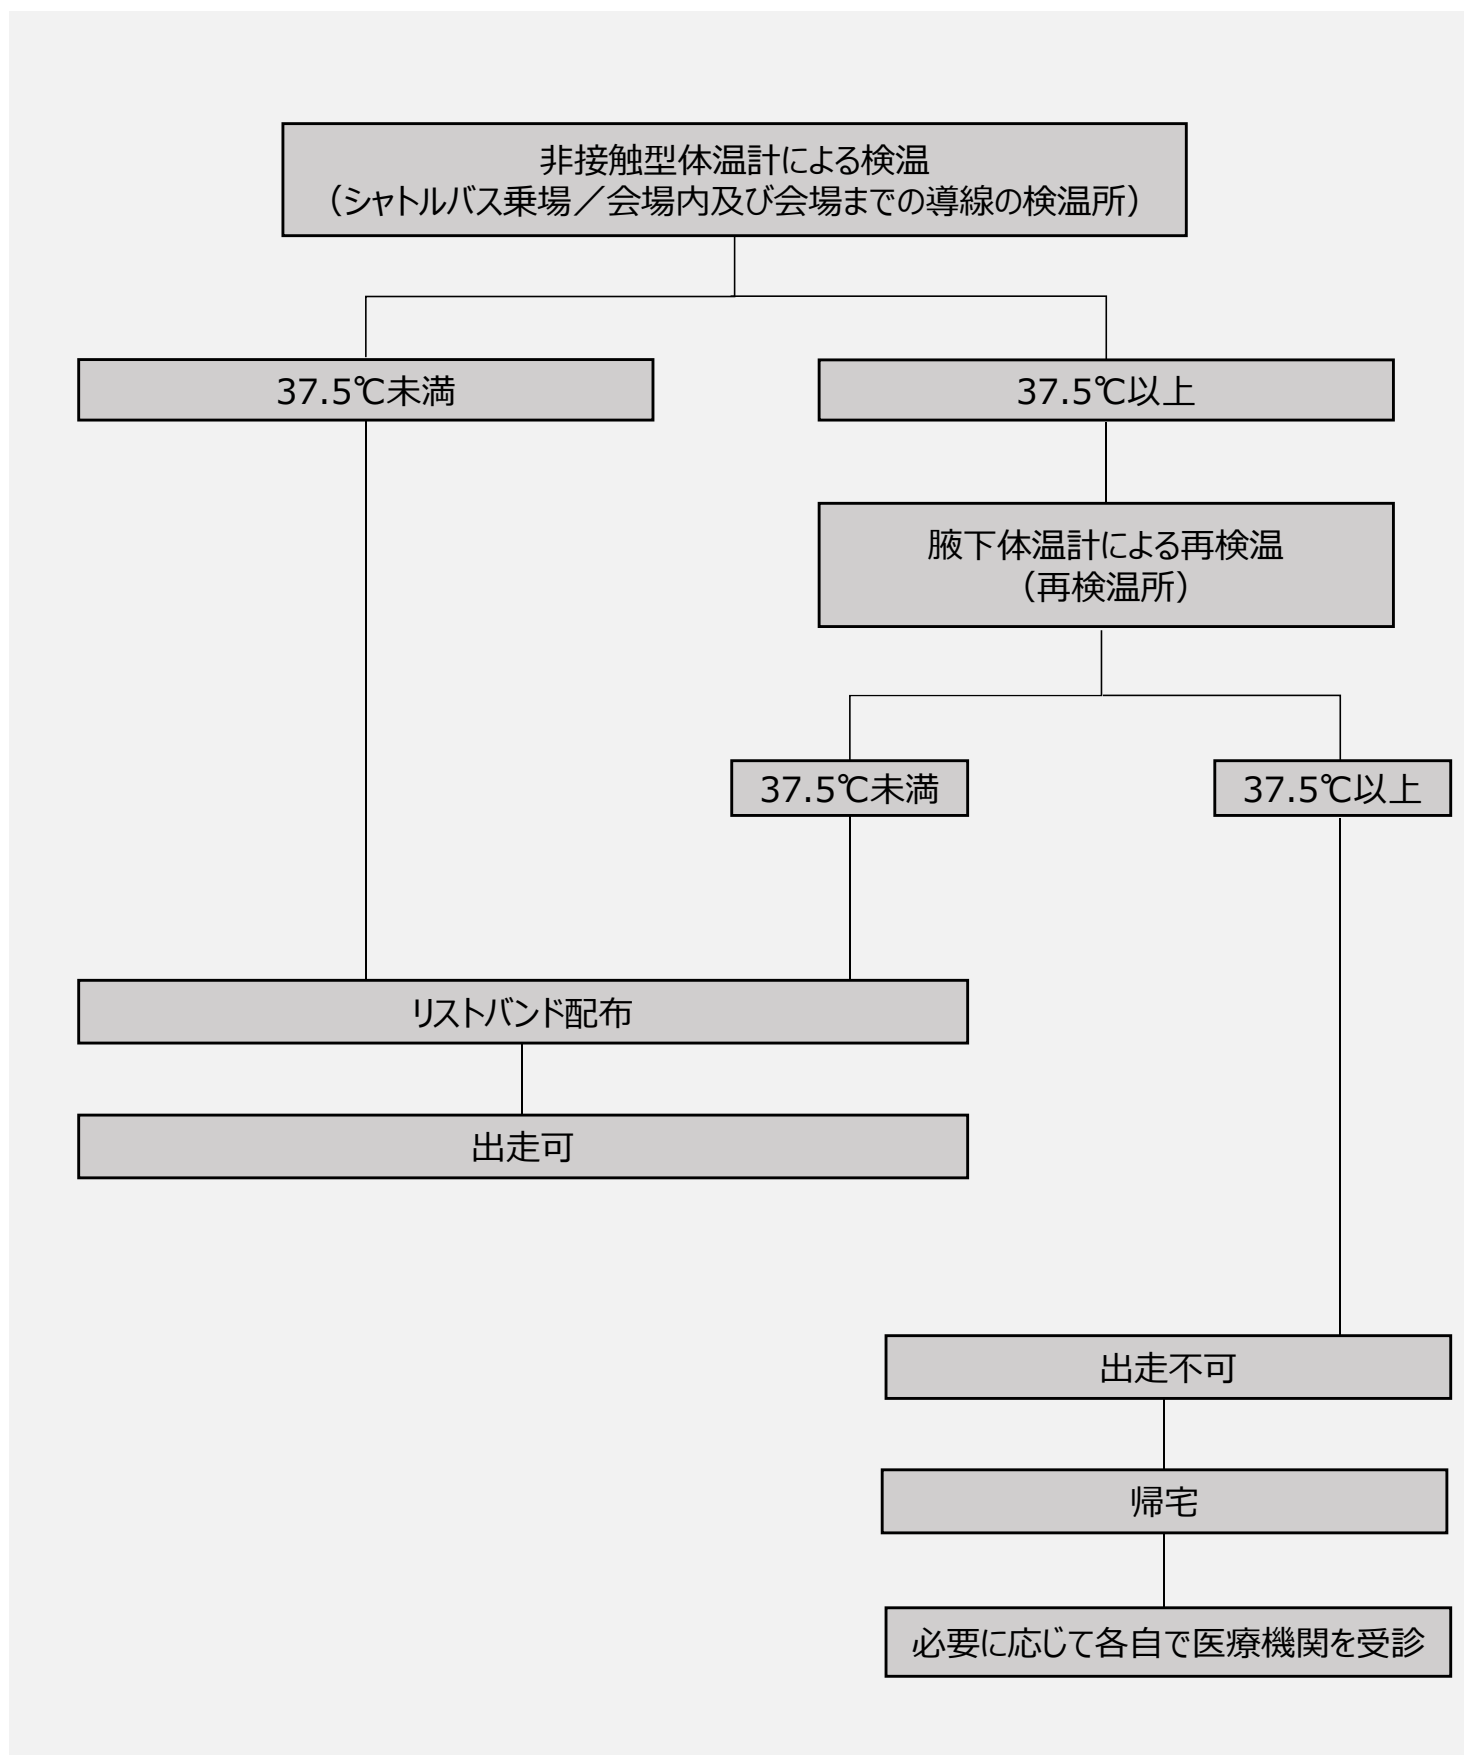 非接触型体温計による検温
（シャトルバス乗場／会場内及び会場までの導線の検温所）
37.5℃未満
37.5℃以上
腋下体温計による再検温
（再検温所）
37.5℃未満
37.5℃以上
リストバンド配布
出走可
出走不可
帰宅
必要に応じて各自で医療機関を受診